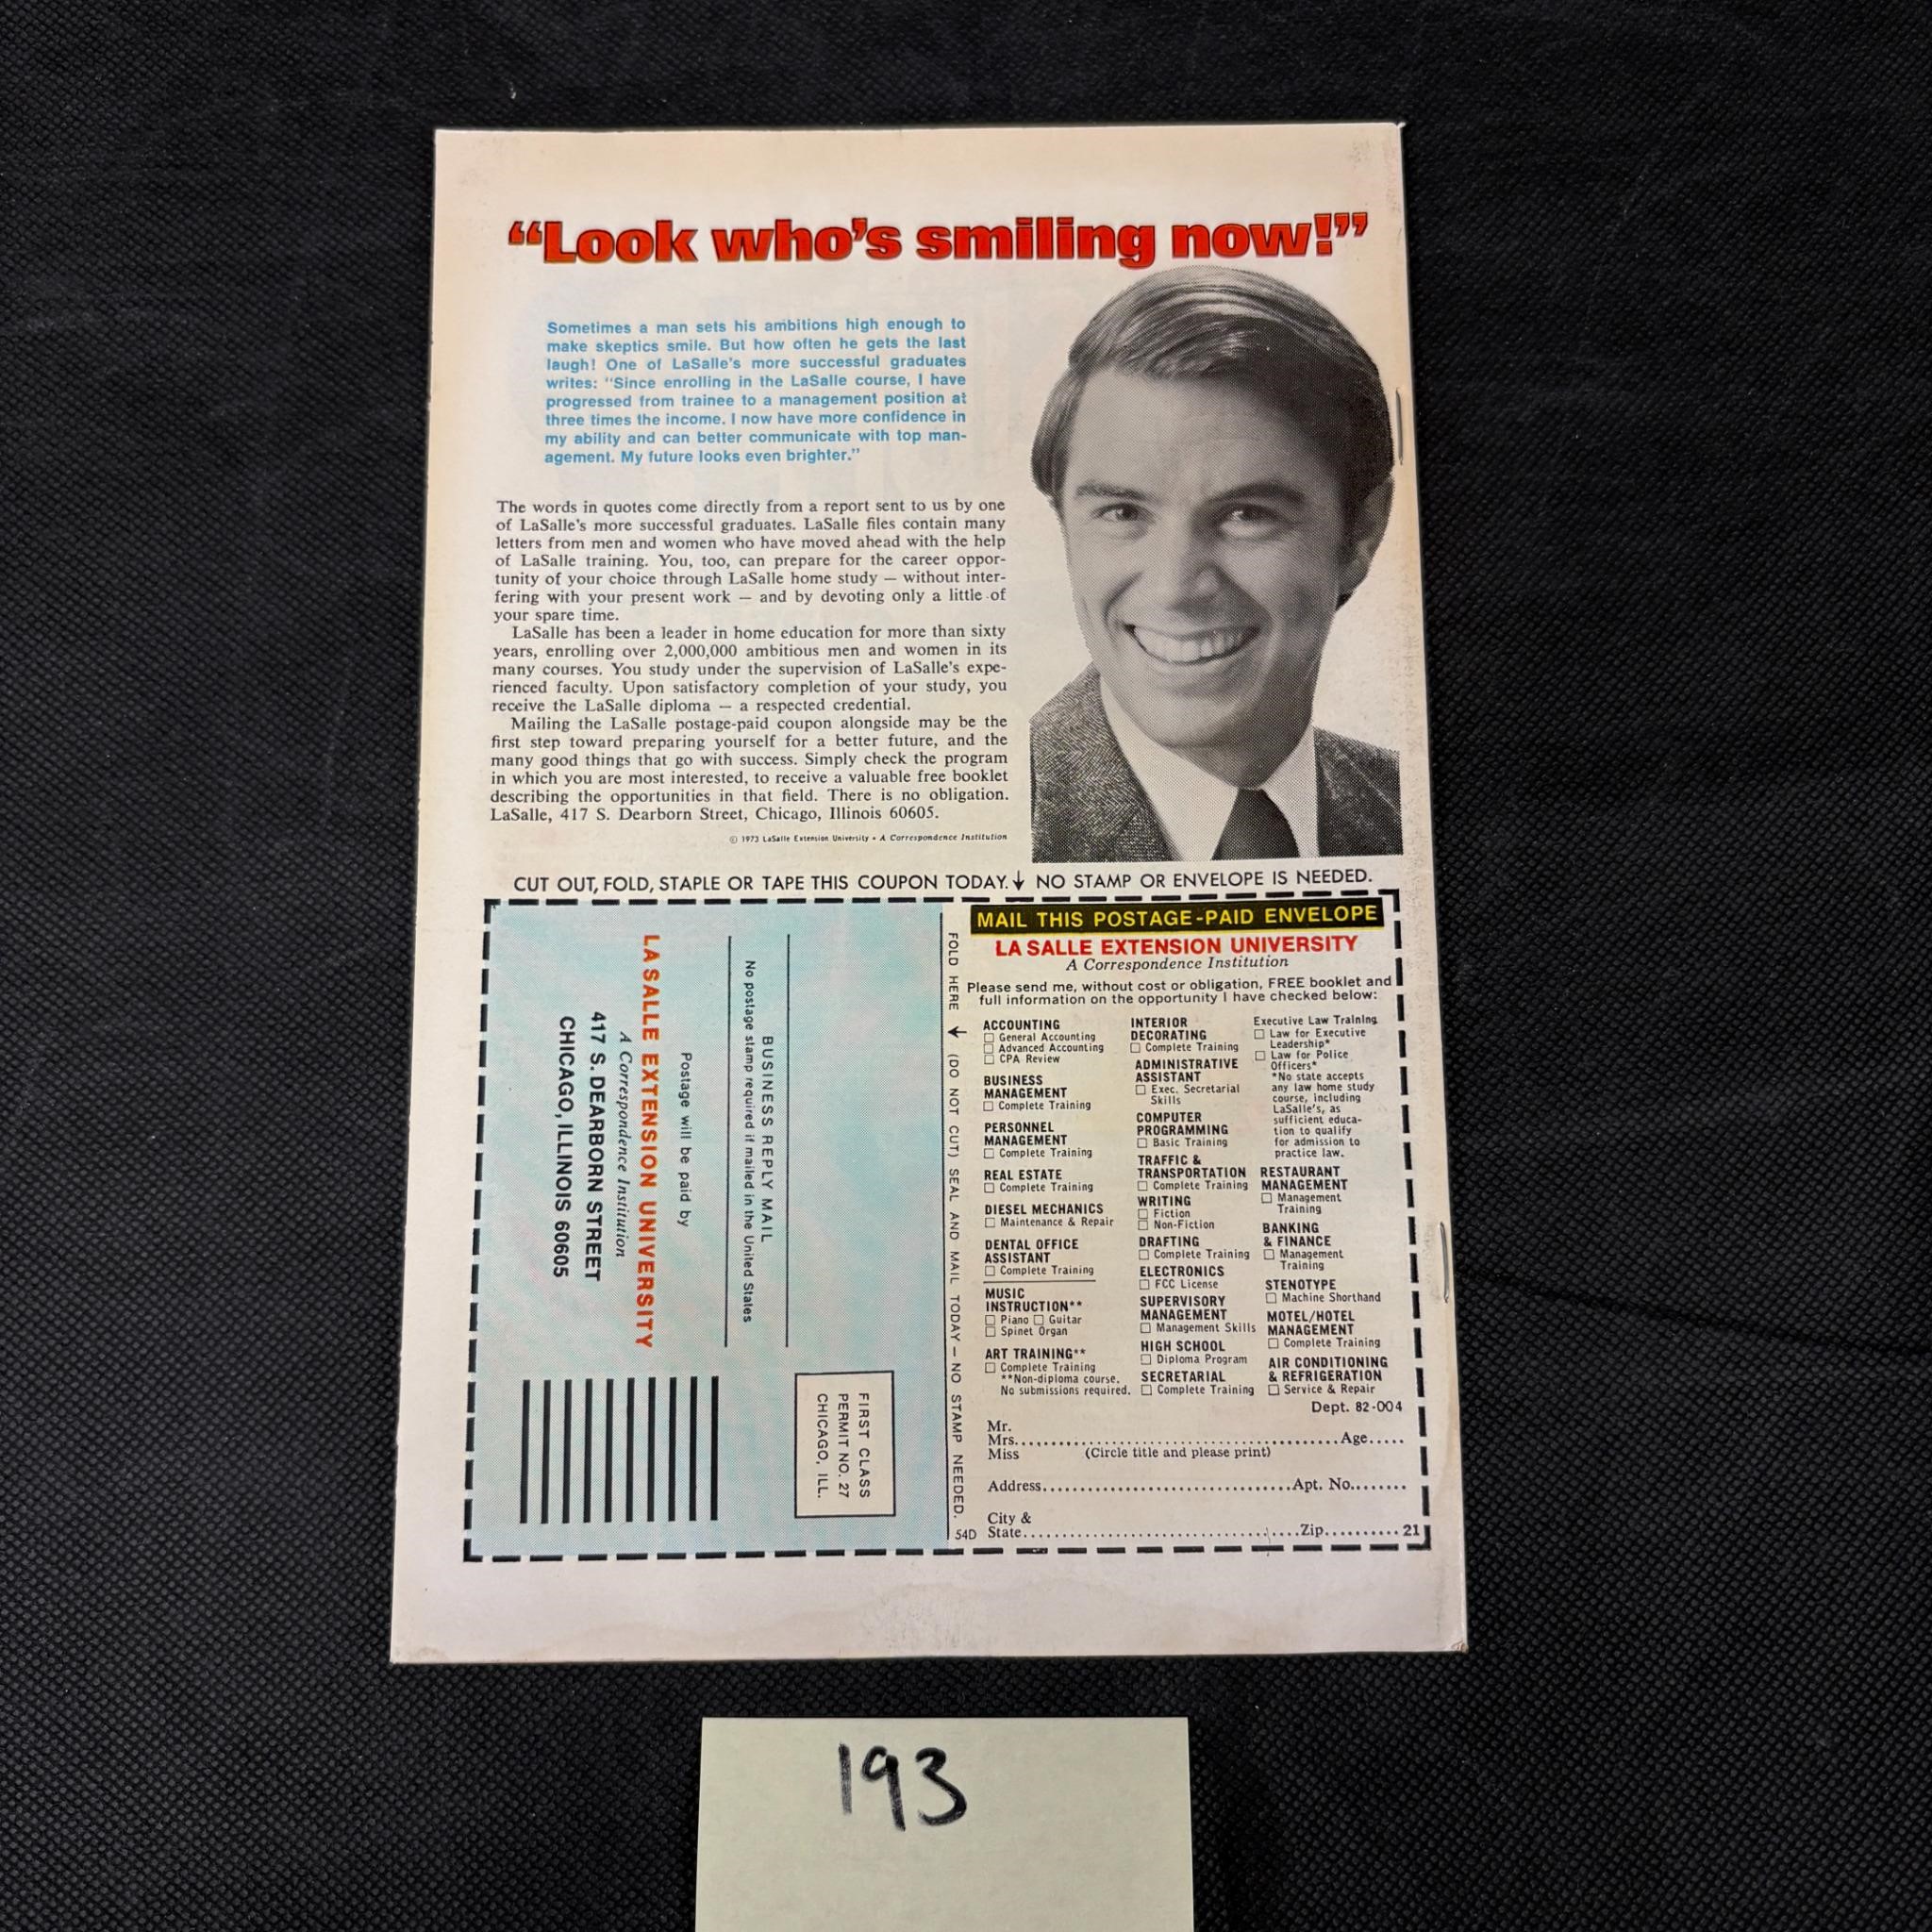 “Look who’s smiling now!”
Sometimes a man sets his ambitions high enough to
make skeptics smile. But how often he gets the last
laugh! One of LaSalle’s more successful graduates
writes: “Since enrolling in the LaSalle course, I have
progressed from trainee to a management position at
three times the income. I now have more confidence in
my ability and can better communicate with top man-
agement. My future looks even brighter.”
The words in quotes come directly from a report sent to us by one
of LaSalle’s more successful graduates. LaSalle files contain many
letters from men and women who have moved ahead with the help
of LaSalle training. You, too, can prepare for the career oppor-
tunity of your choice through LaSalle home study — without inter-
fering with your present work — and by devoting only a little of
your spare time.
LaSalle has been a leader in home education for more than sixty
years, enrolling over 2,000,000 ambitious men and women in its
many courses. You study under the supervision of LaSalle’s expe-
rienced faculty. Upon satisfactory completion of your study, you
receive the LaSalle diploma — a respected credential.
Mailing the LaSalle postage-paid coupon alongside may be the
first step toward preparing yourself for a better future, and the
many good things that go with success. Simply check the program
in which you are most interested, to receive a valuable free booklet
describing the opportunities in that field. There is no obligation.
LaSalle, 417 S. Dearborn Street, Chicago, Illinois 60605.
© 1973 LaSalle Extension University • A Correspondence Institution
CUT OUT, FOLD, STAPLE OR TAPE THIS COUPON TODAY. ↓ NO STAMP OR ENVELOPE IS NEEDED.
BUSINESS REPLY MAIL
No postage stamp required if mailed in the United States
Postage will be paid by
LA SALLE EXTENSION UNIVERSITY
A Correspondence Institution
417 S. DEARBORN STREET
CHICAGO, ILLINOIS 60605
FIRST CLASS
PERMIT NO. 27
CHICAGO, ILL.
FOLD HERE ↓ (DO NOT CUT) SEAL AND MAIL TODAY — NO STAMP NEEDED.
54D
MAIL THIS POSTAGE-PAID ENVELOPE
LA SALLE EXTENSION UNIVERSITY
A Correspondence Institution
Please send me, without cost or obligation, FREE booklet and
full information on the opportunity I have checked below:
ACCOUNTING
☐ General Accounting
☐ Advanced Accounting
☐ CPA Review
BUSINESS
MANAGEMENT
☐ Complete Training
PERSONNEL
MANAGEMENT
☐ Complete Training
REAL ESTATE
☐ Complete Training
DIESEL MECHANICS
☐ Maintenance & Repair
DENTAL OFFICE
ASSISTANT
☐ Complete Training
MUSIC
INSTRUCTION**
☐ Piano ☐ Guitar
☐ Spinet Organ
ART TRAINING**
☐ Complete Training
**Non-diploma course.
No submissions required.
INTERIOR
DECORATING
☐ Complete Training
ADMINISTRATIVE
ASSISTANT
☐ Exec. Secretarial
Skills
COMPUTER
PROGRAMMING
☐ Basic Training
TRAFFIC &
TRANSPORTATION
☐ Complete Training
WRITING
☐ Fiction
☐ Non-Fiction
DRAFTING
☐ Complete Training
ELECTRONICS
☐ FCC License
SUPERVISORY
MANAGEMENT
☐ Management Skills
HIGH SCHOOL
☐ Diploma Program
SECRETARIAL
☐ Complete Training
Executive Law Training
☐ Law for Executive
Leadership*
☐ Law for Police
Officers*
*No state accepts
any law home study
course, including
LaSalle’s, as
sufficient educa-
tion to qualify
for admission to
practice law.
RESTAURANT
MANAGEMENT
☐ Management
Training
BANKING
& FINANCE
☐ Management
Training
STENOTYPE
☐ Machine Shorthand
MOTEL/HOTEL
MANAGEMENT
☐ Complete Training
AIR CONDITIONING
& REFRIGERATION
☐ Service & Repair
Dept. 82-004
Mr.
Mrs. Age
Miss (Circle title and please print)
Address Apt. No.
City &
State Zip 21
193